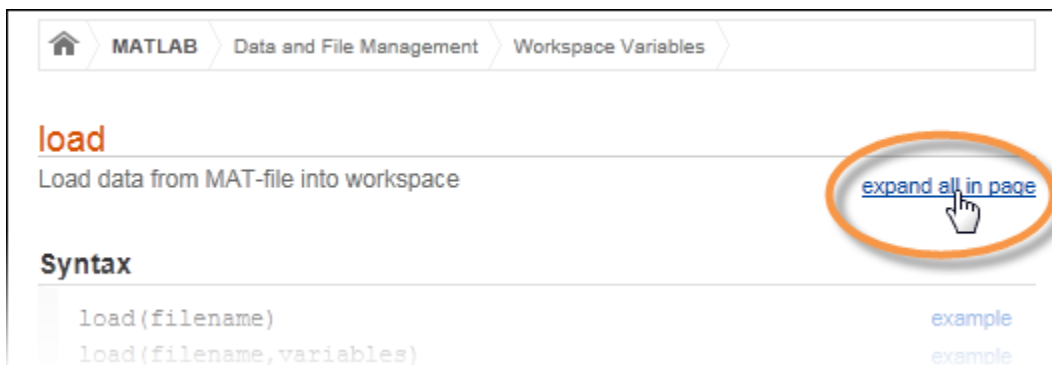 MATLAB Data and File Management Workspace Variables
load
Load data from MAT-file into workspace
expand all in page
Syntax
load(filename) example
load(filename,variables) example